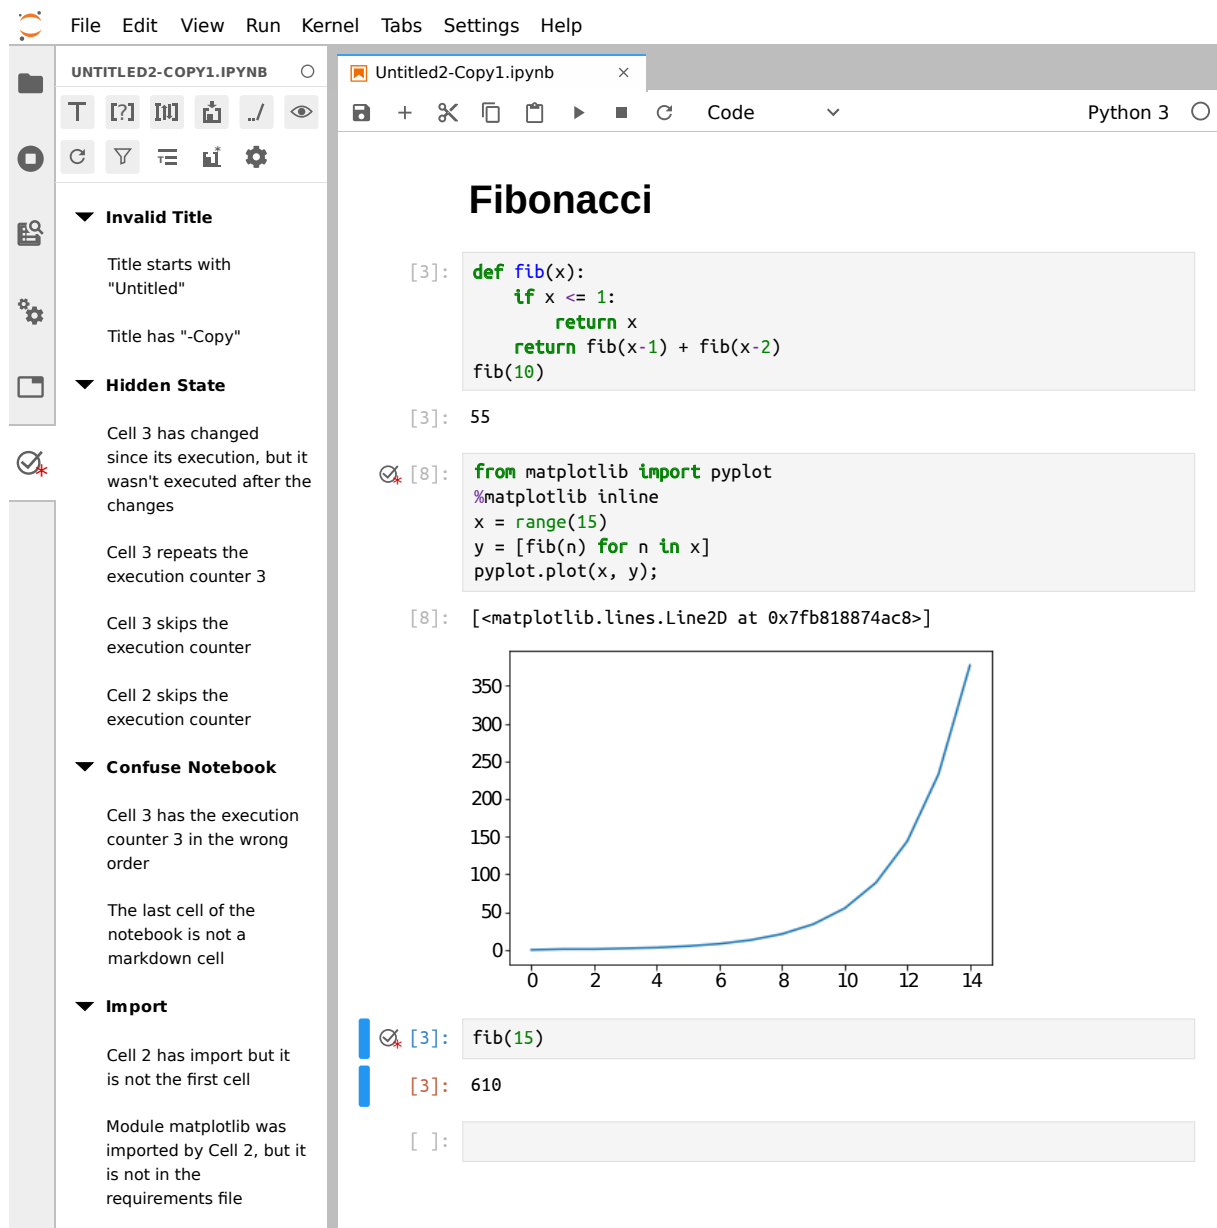 File Edit View Run Kernel Tabs Settings Help
UNTITLED2-COPY1.IPYNB
T [?] ./
Invalid Title
Title starts with
"Untitled"
Title has "-Copy"
Hidden State
Cell 3 has changed
since its execution, but it
wasn't executed after the
changes
Cell 3 repeats the
execution counter 3
Cell 3 skips the
execution counter
Cell 2 skips the
execution counter
Confuse Notebook
Cell 3 has the execution
counter 3 in the wrong
order
The last cell of the
notebook is not a
markdown cell
Import
Cell 2 has import but it
is not the first cell
Module matplotlib was
imported by Cell 2, but it
is not in the
requirements file
Untitled2-Copy1.ipynb ×
Code Python 3
Fibonacci
[3]: def fib(x):
    if x <= 1:
        return x
    return fib(x-1) + fib(x-2)
fib(10)
[3]: 55
[8]: from matplotlib import pyplot
%matplotlib inline
x = range(15)
y = [fib(n) for n in x]
pyplot.plot(x, y);
[8]: [<matplotlib.lines.Line2D at 0x7fb818874ac8>]
350
300
250
200
150
100
50
0
0 2 4 6 8 10 12 14
[3]: fib(15)
[3]: 610
[ ]: